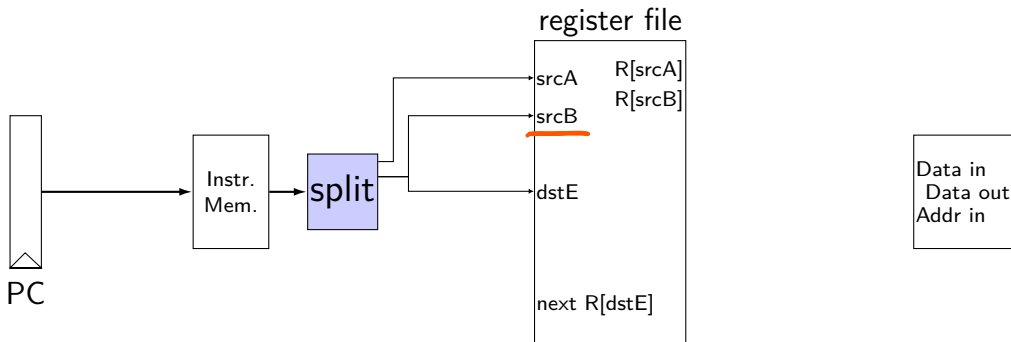 register file
srcA
R[srcA]
R[srcB]
srcB
Instr.
Mem.
split
dstE
Data in
Data out
Addr in
PC
next R[dstE]